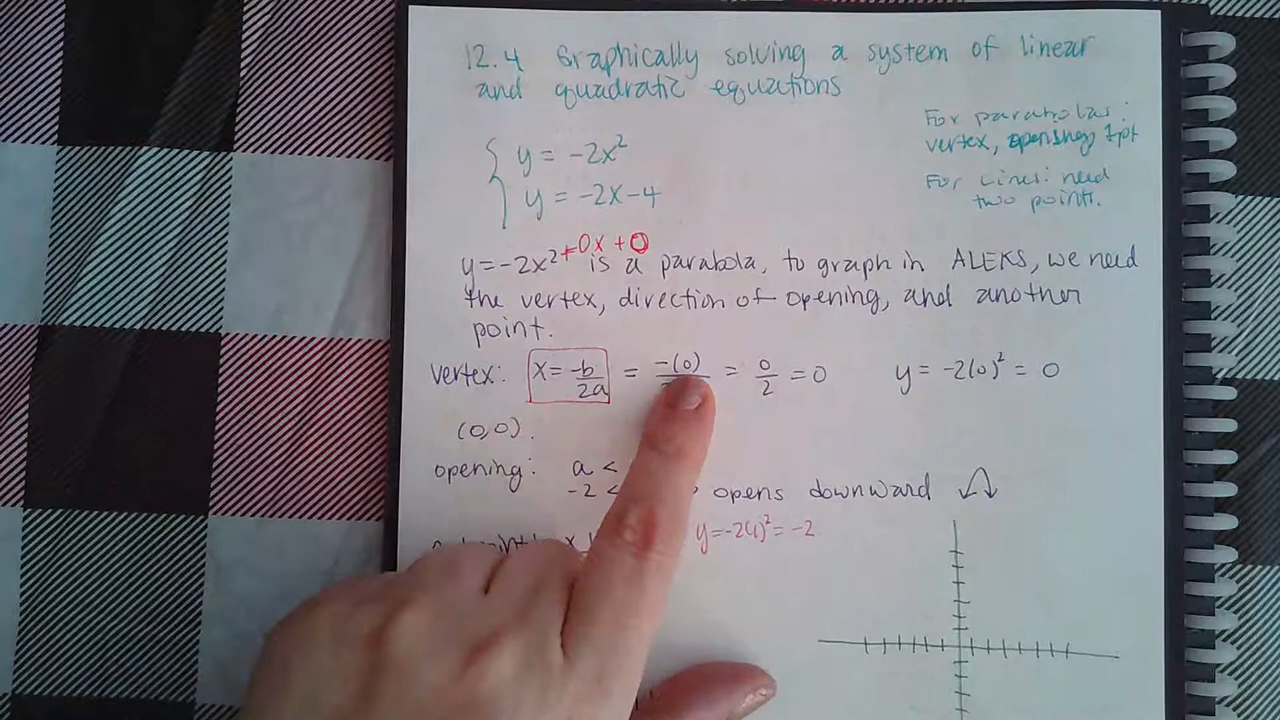 12.4 Graphically solving a system of linear
and quadratic equations
For parabolas:
vertex, opening, 1pt
For lines: need
two points.
y = -2x²
y = -2x-4
y=-2x²+0x+0 is a parabola, to graph in ALEKS, we need
the vertex, direction of opening, and another
point.
vertex: x = -b/2a = -(0) = 0/2 = 0 y = -2(0)² = 0
(0,0).
opening: a <
-2 < opens downward
y=-2(1)²= -2